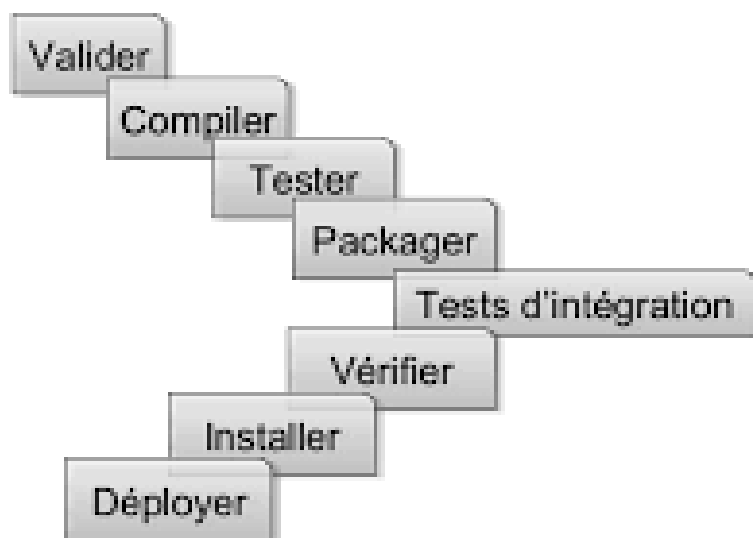 Valider
Compiler
Tester
Packager
Tests d'intégration
Vérifier
Installer
Déployer